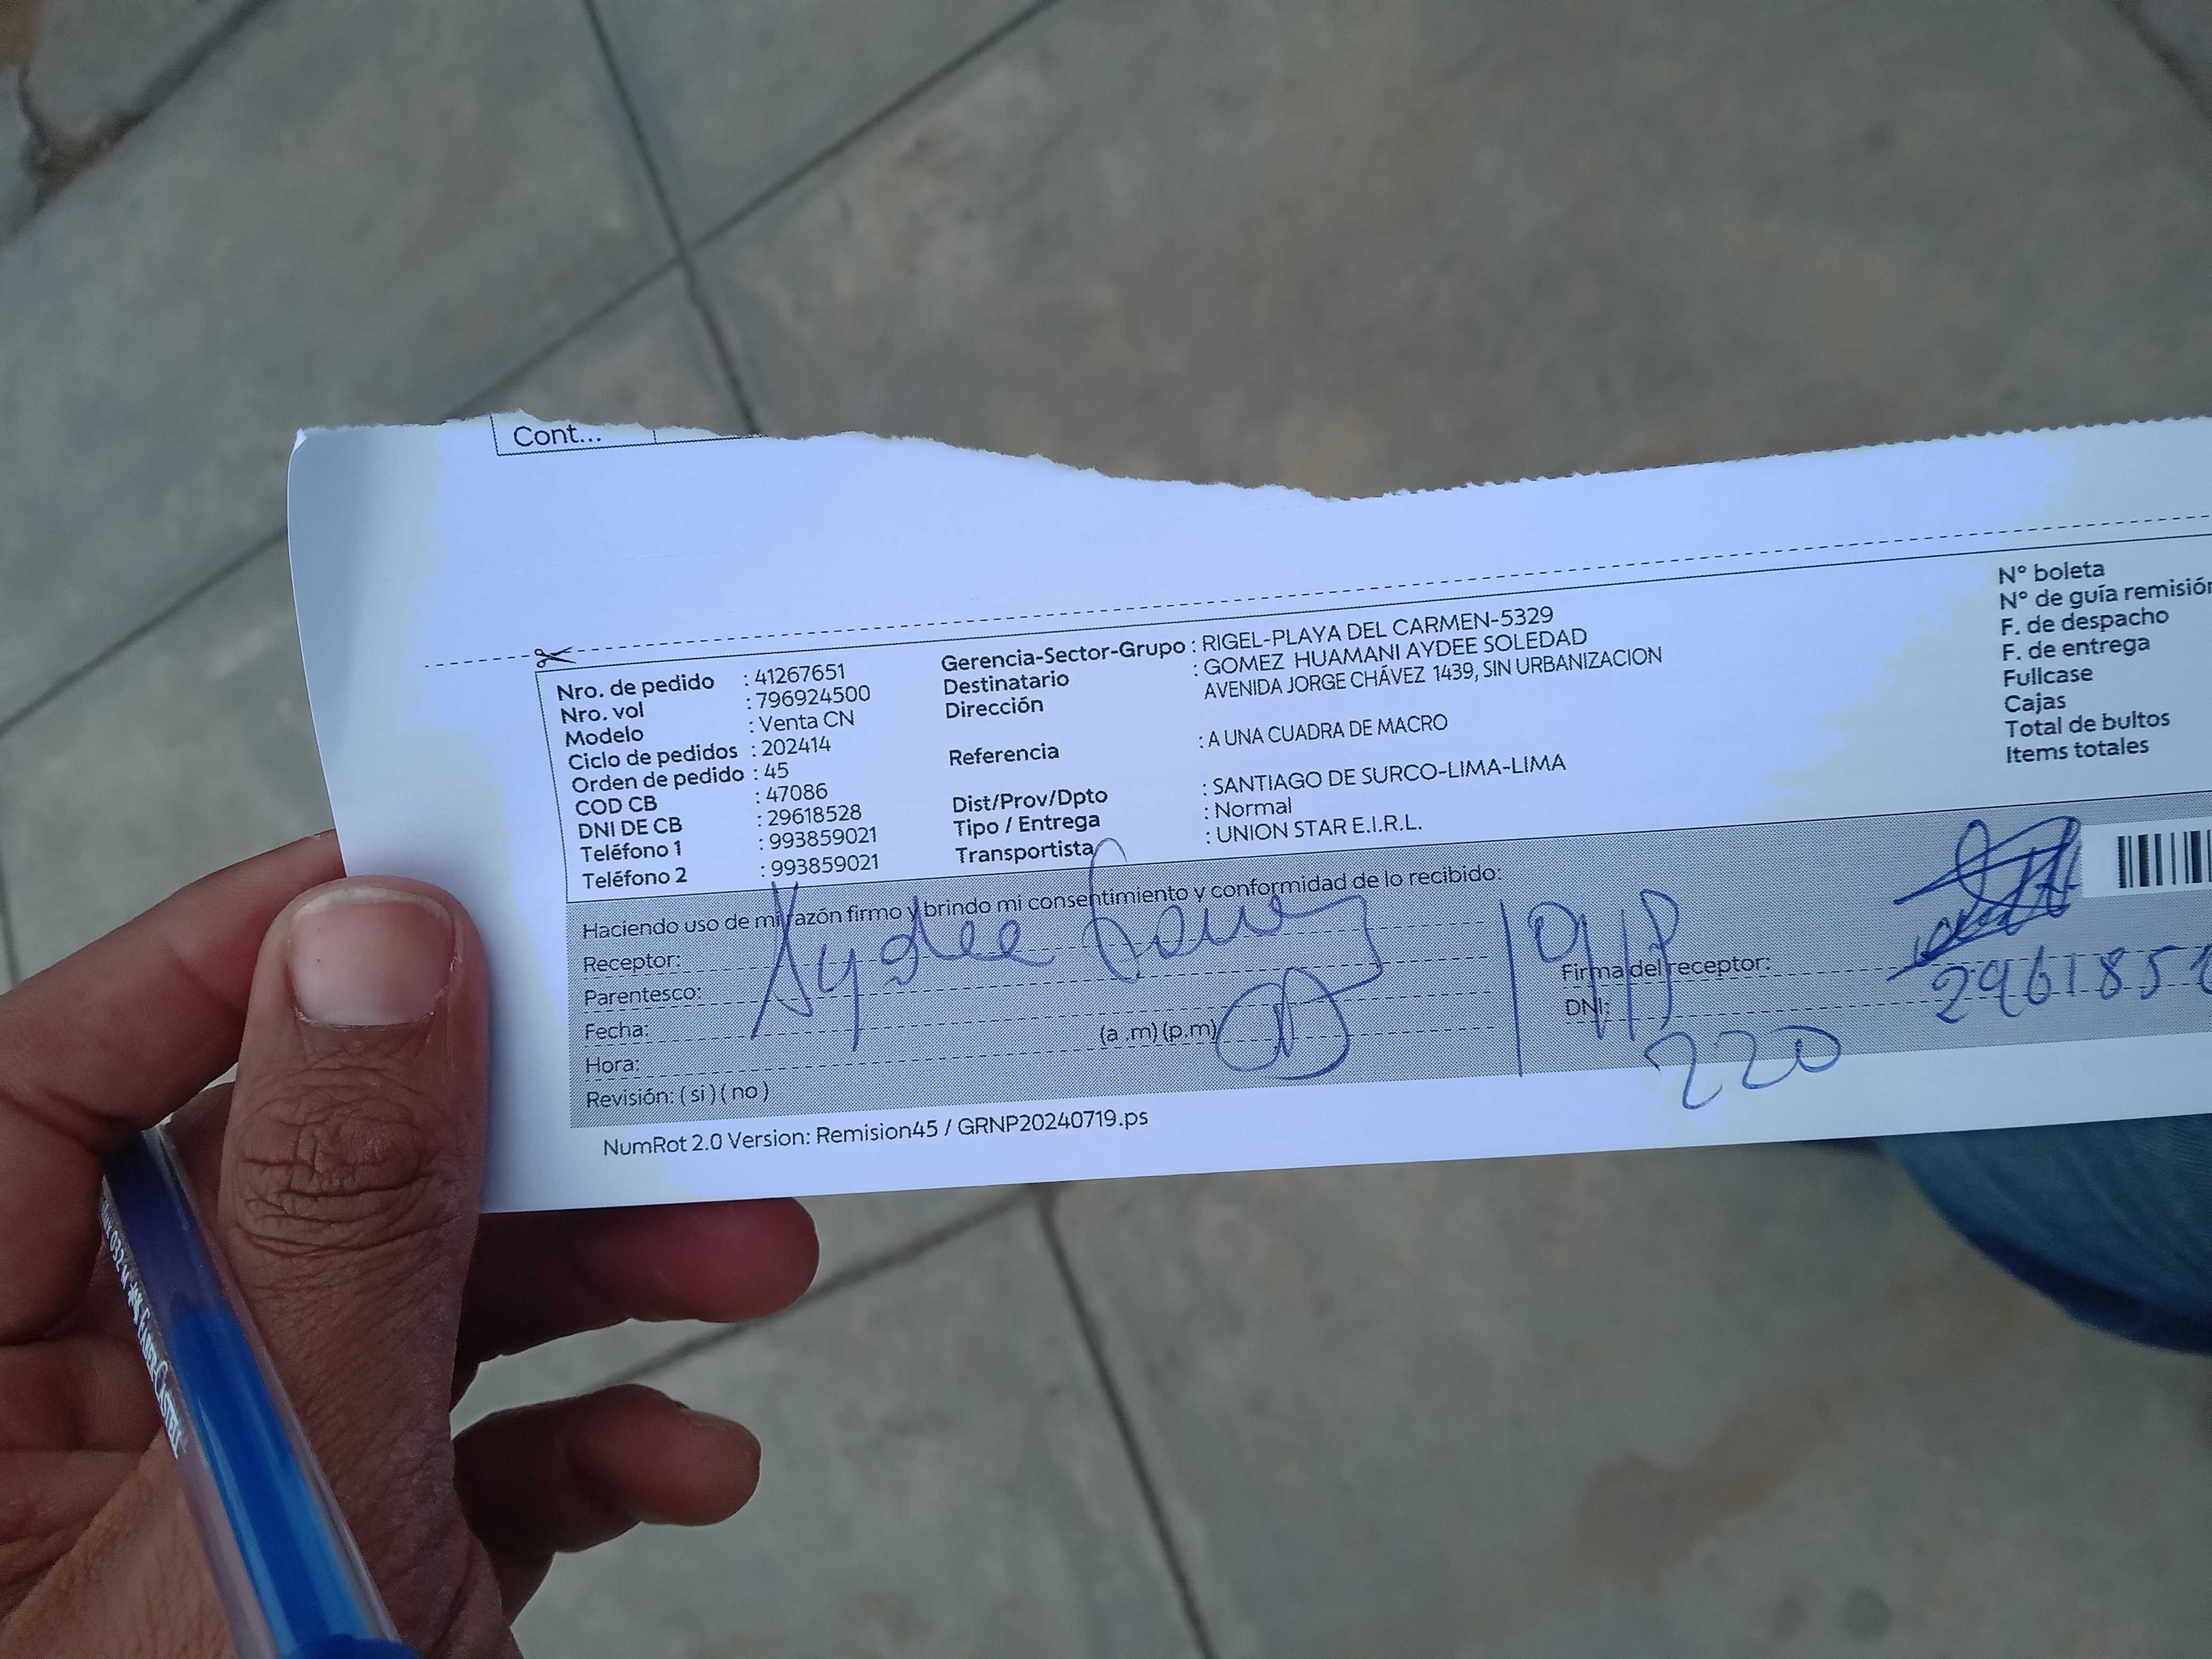 Cont...
Nro. de pedido : 41267651
Nro. vol : 796924500
Modelo : Venta CN
Ciclo de pedidos : 202414
Orden de pedido : 45
COD CB : 47086
DNI DE CB : 29618528
Teléfono 1 : 993859021
Teléfono 2 : 993859021
Gerencia-Sector-Grupo : RIGEL-PLAYA DEL CARMEN-5329
Destinatario : GOMEZ HUAMANI AYDEE SOLEDAD
Dirección AVENIDA JORGE CHÁVEZ 1439, SIN URBANIZACION
Referencia : A UNA CUADRA DE MACRO
Dist/Prov/Dpto : SANTIAGO DE SURCO-LIMA-LIMA
Tipo / Entrega : Normal
Transportista : UNION STAR E.I.R.L.
N° boleta
N° de guía remisión
F. de despacho
F. de entrega
Fullcase
Cajas
Total de bultos
Items totales
Haciendo uso de mi razón firmo y brindo mi consentimiento y conformidad de lo recibido:
Receptor: Aydee
Parentesco:
Fecha:
Hora: (a .m) (p.m)
Revisión: ( si ) ( no )
Firma del receptor:
DNI: 2961851
220
NumRot 2.0 Version: Remision45 / GRNP20240719.ps
032-M FABER-CASTELL